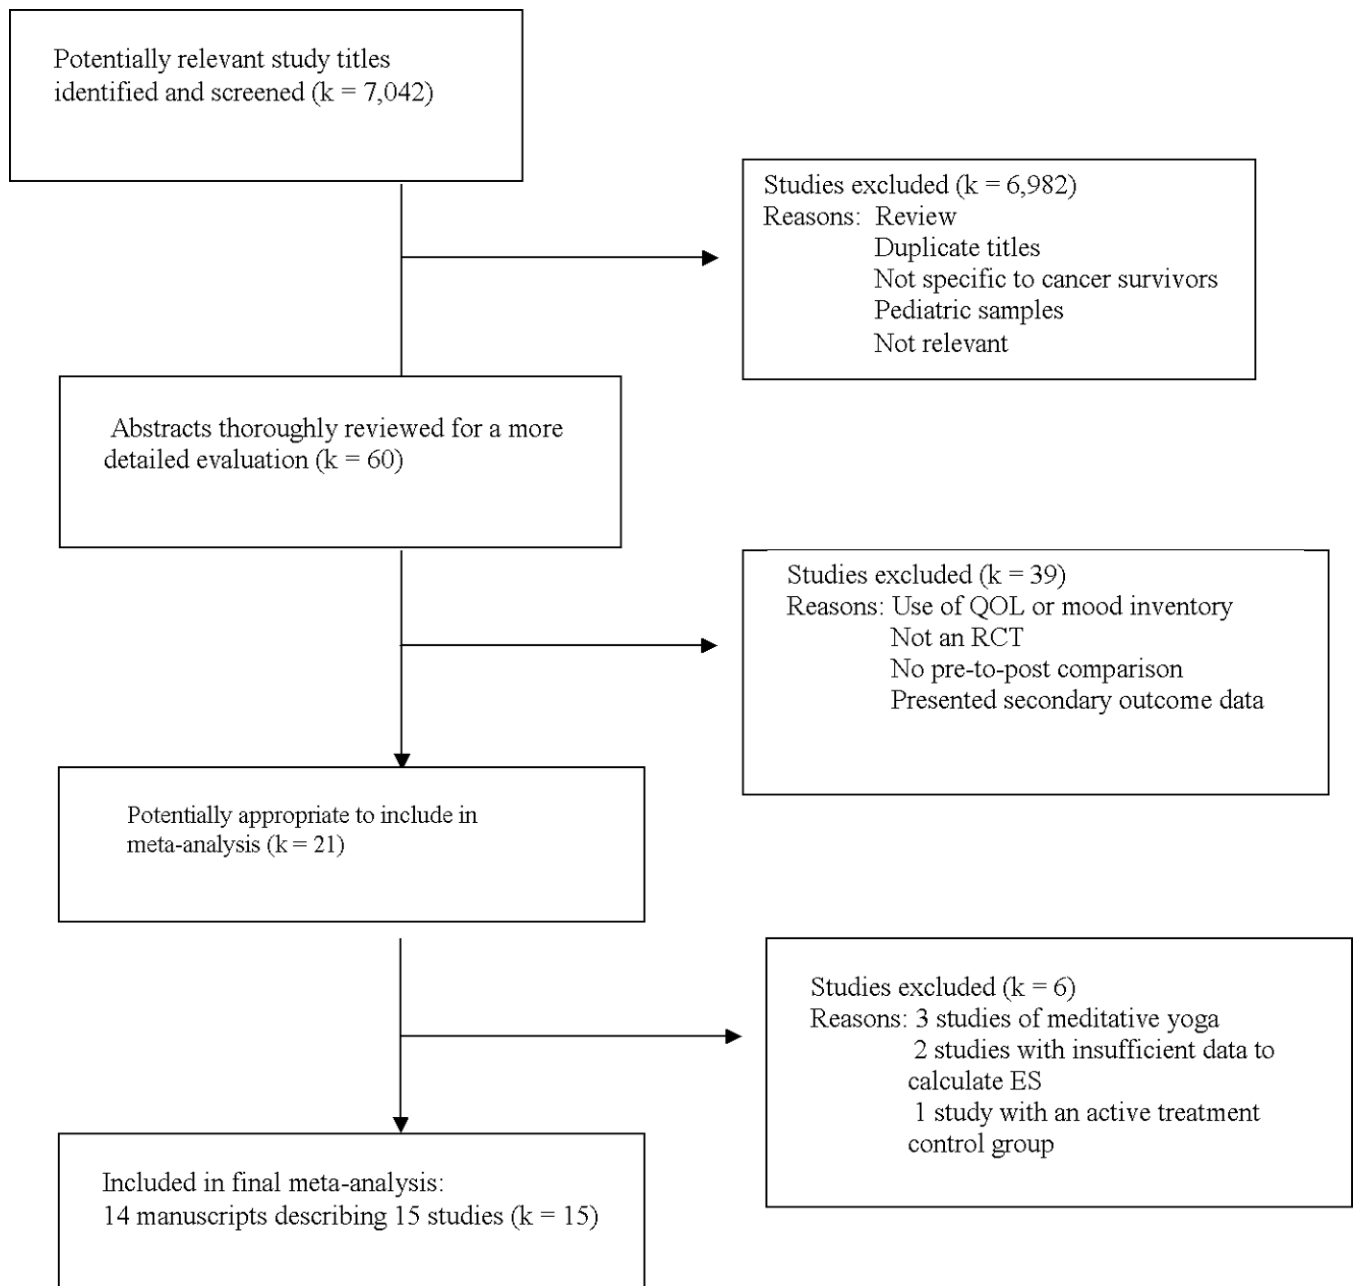 Potentially relevant study titles
identified and screened (k = 7,042)
Studies excluded (k = 6,982)
Reasons: Review
Duplicate titles
Not specific to cancer survivors
Pediatric samples
Not relevant
Abstracts thoroughly reviewed for a more
detailed evaluation (k = 60)
Studies excluded (k = 39)
Reasons: Use of QOL or mood inventory
Not an RCT
No pre-to-post comparison
Presented secondary outcome data
Potentially appropriate to include in
meta-analysis (k = 21)
Studies excluded (k = 6)
Reasons: 3 studies of meditative yoga
2 studies with insufficient data to
calculate ES
1 study with an active treatment
control group
Included in final meta-analysis:
14 manuscripts describing 15 studies (k = 15)